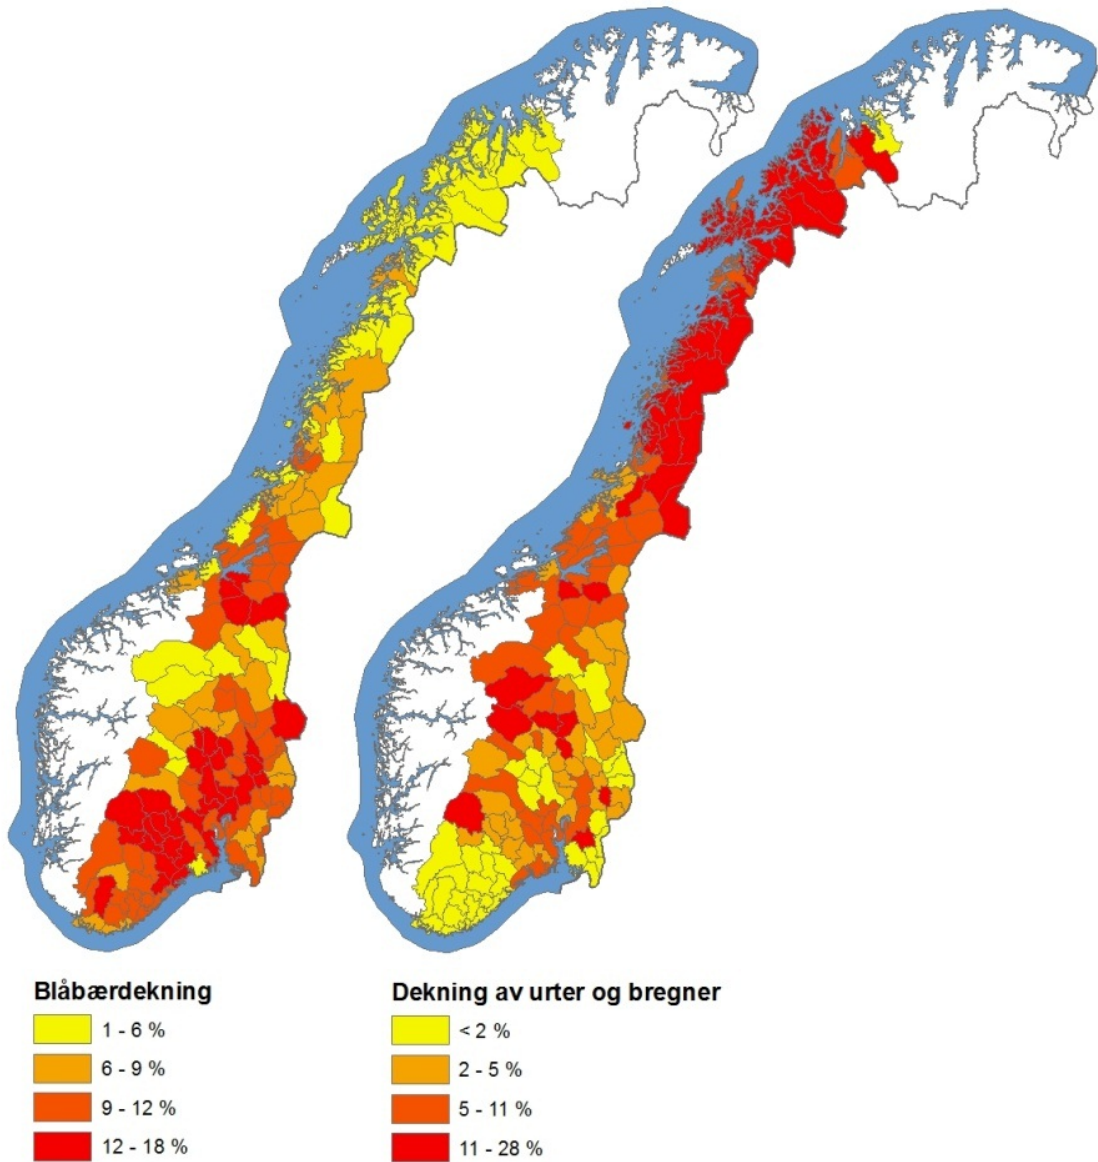 Blåbærdekning
1 - 6 %
6 - 9 %
9 - 12 %
12 - 18 %
Dekning av urter og bregner
< 2 %
2 - 5 %
5 - 11 %
11 - 28 %